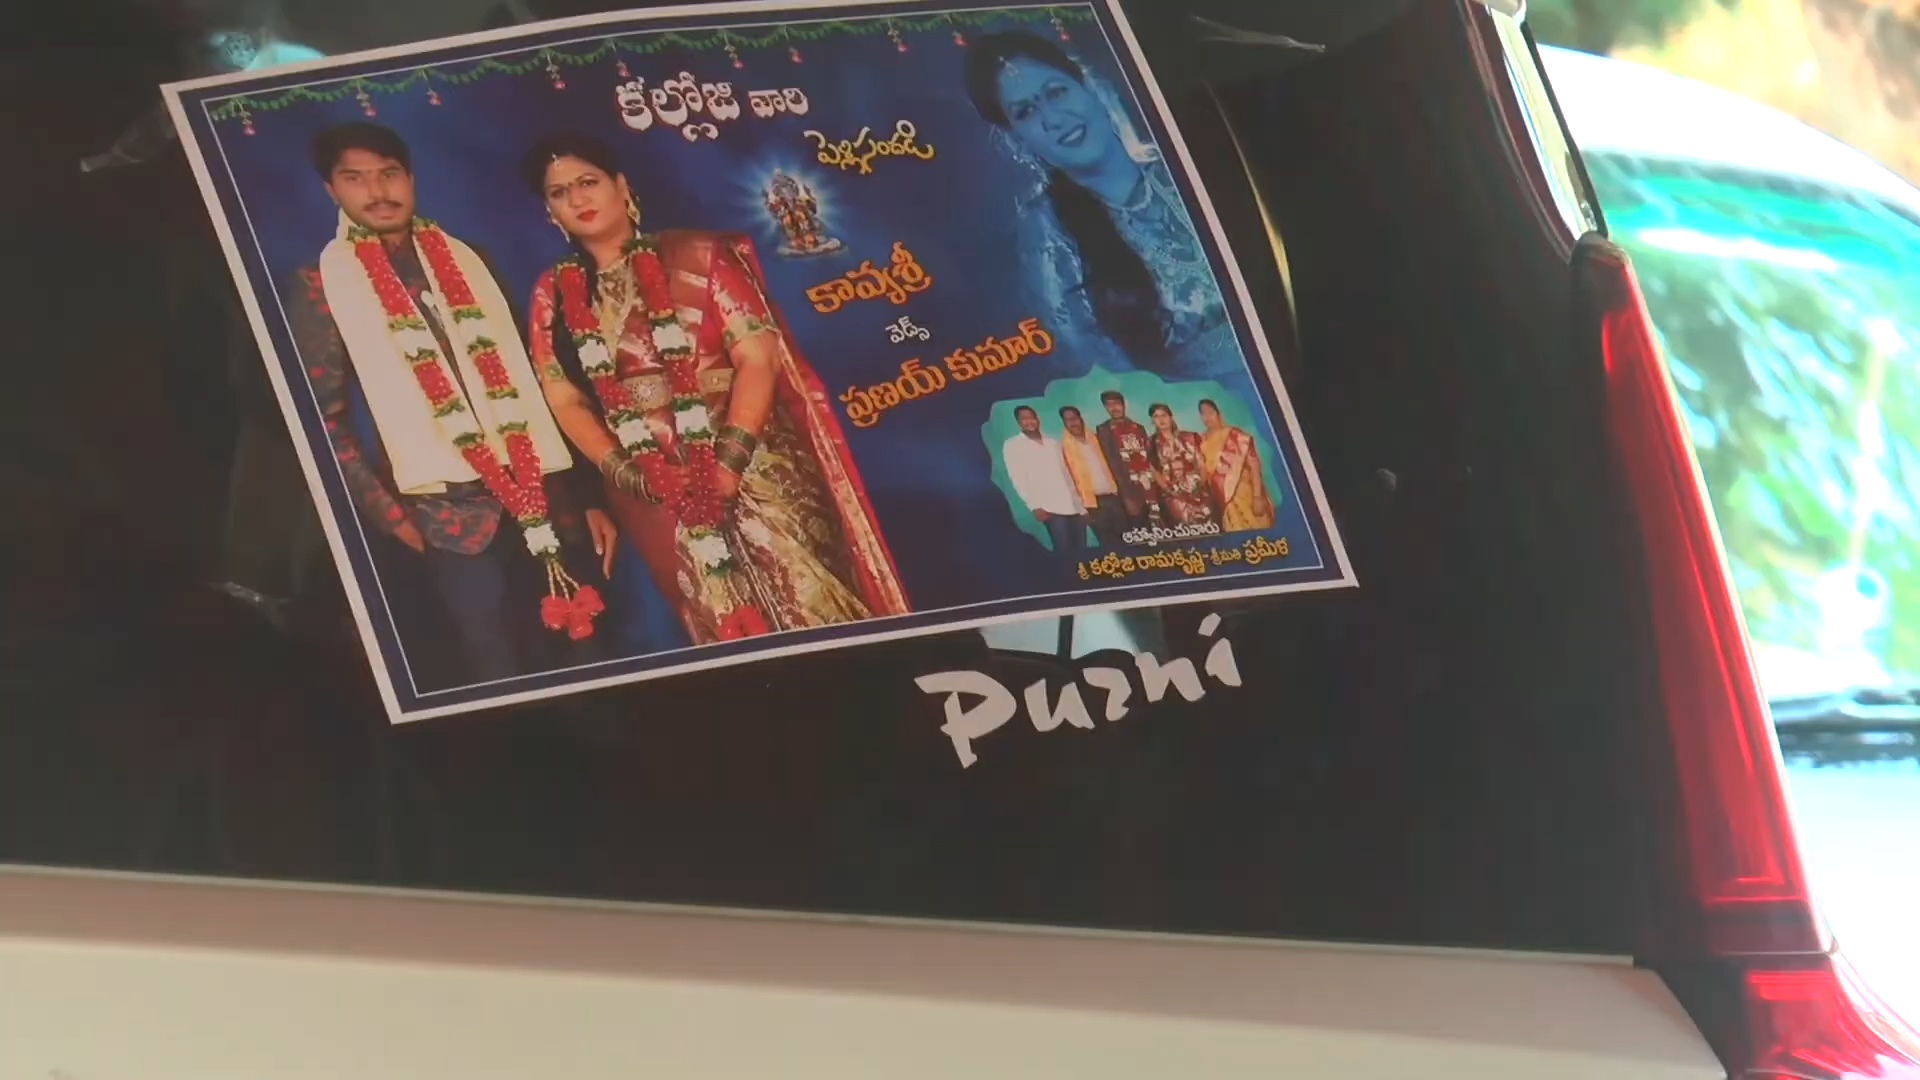 కల్లోజి వారి
పెళ్ళిసందడి
కావ్యశ్రీ
వెడ్స్
ప్రణయ్ కుమార్
ఆహ్వానించువారు
శ్రీ కల్లోజి రామకృష్ణ - శ్రీమతి ప్రమీళ
Purni